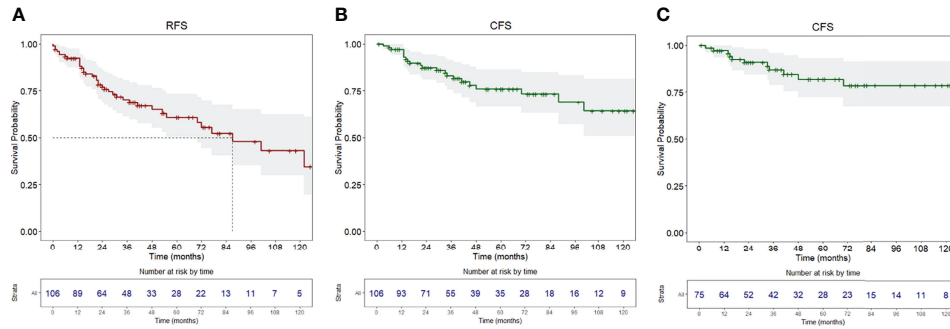 A
RFS
Survival Probability
1.00
0.75
0.50
0.25
0.00
0 12 24 36 48 60 72 84 96 108 120
Time (months)
Number at risk by time
Strata
All
106 89 64 48 33 28 22 13 11 7 5
0 12 24 36 48 60 72 84 96 108 120
Time (months)
B
CFS
Survival Probability
1.00
0.75
0.50
0.25
0.00
0 12 24 36 48 60 72 84 96 108 120
Time (months)
Number at risk by time
Strata
All
106 93 71 55 39 35 28 18 16 12 9
0 12 24 36 48 60 72 84 96 108 120
Time (months)
C
CFS
Survival Probability
1.00
0.75
0.50
0.25
0.00
0 12 24 36 48 60 72 84 96 108 120
Time (months)
Number at risk by time
Strata
All
75 64 52 42 32 28 23 15 14 11 8
0 12 24 36 48 60 72 84 96 108 120
Time (months)